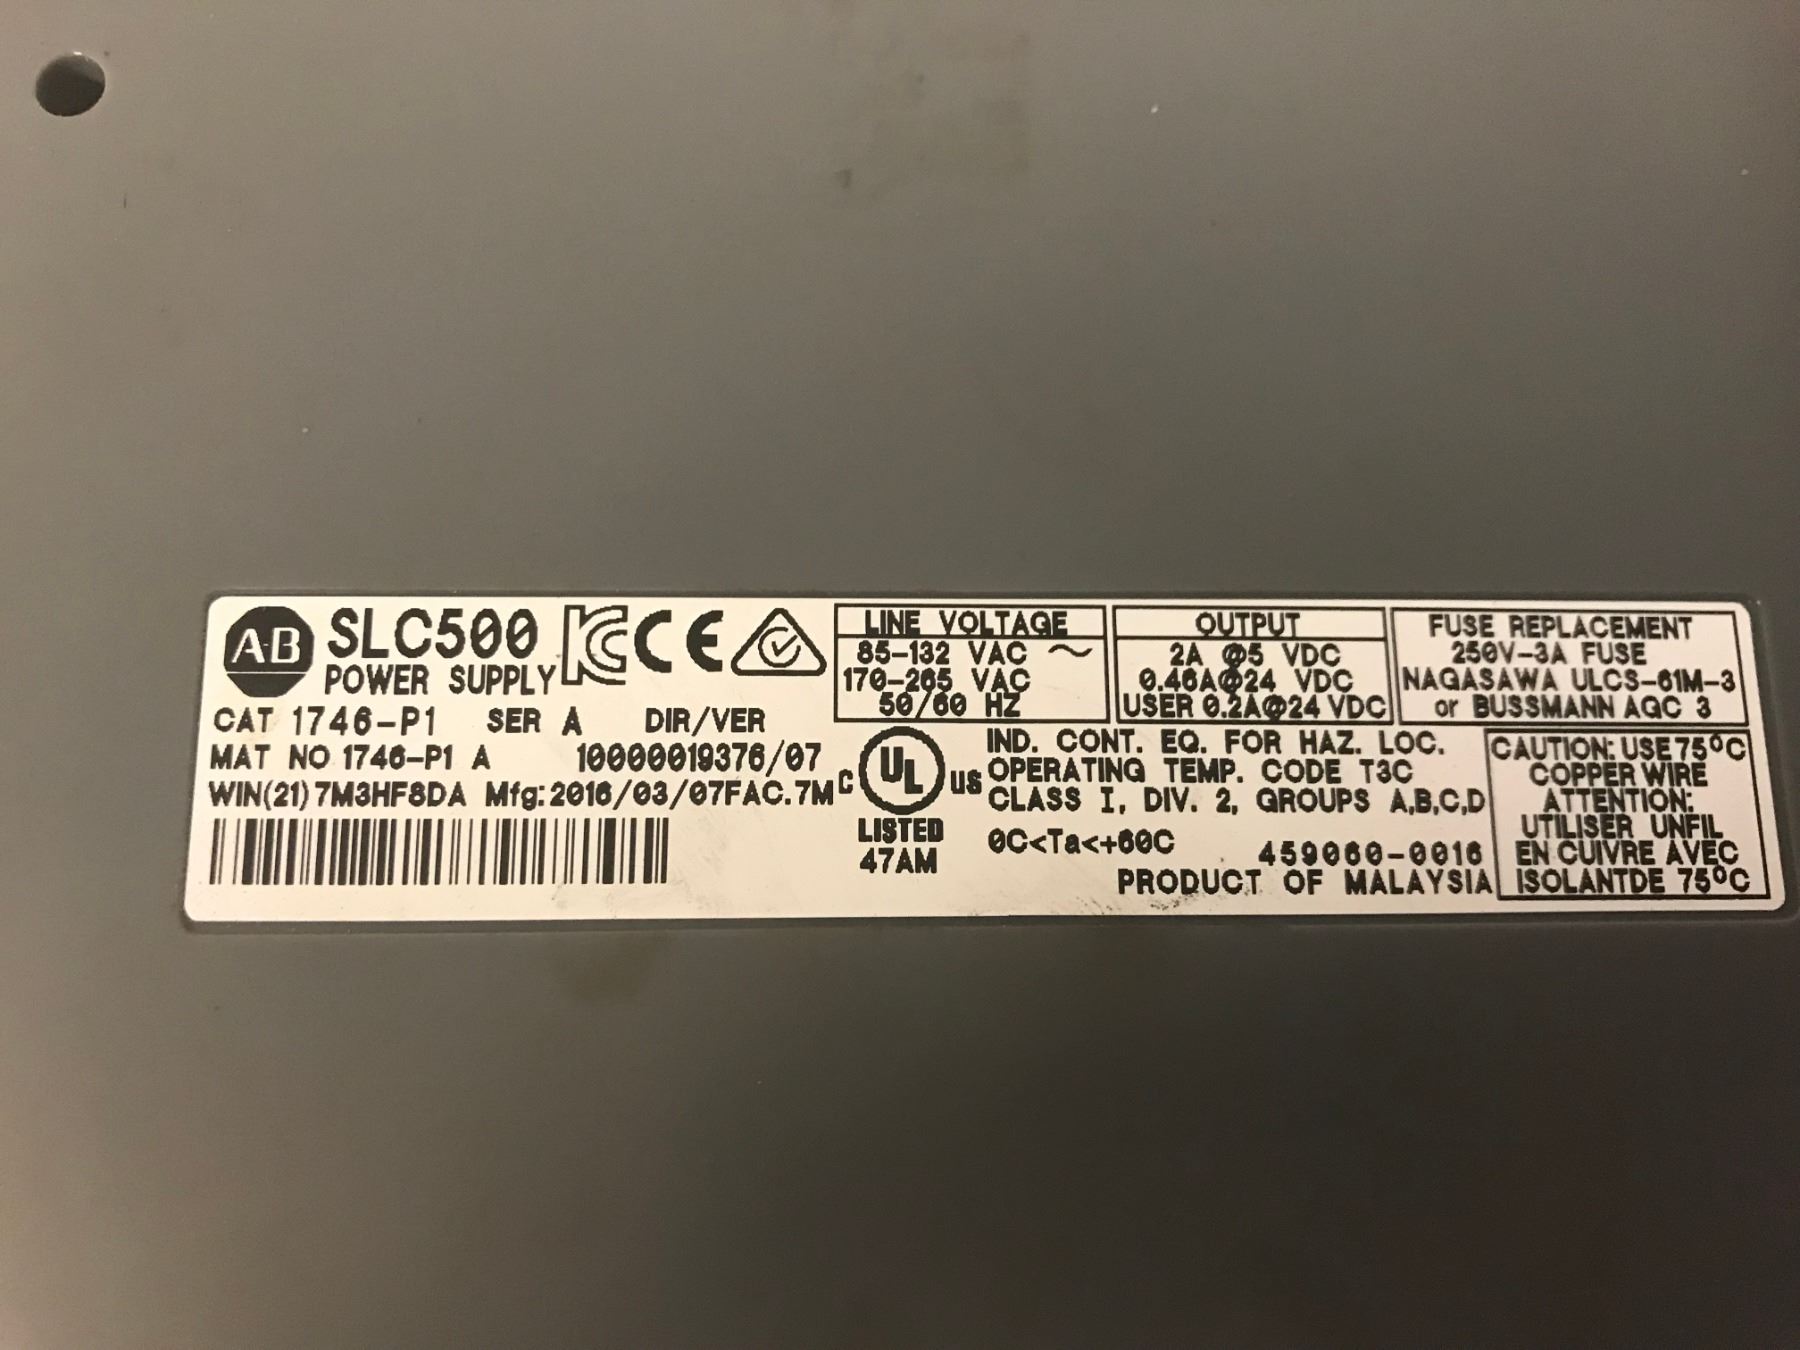 A-B
SLC500
POWER SUPPLY
CAT 1746-P1 SER A DIR/VER
MAT NO 1746-P1 A 10000019376/07
WIN(21)7M3HF8DA Mfg:2016/03/07FAC.7M
LINE VOLTAGE
85-132 VAC ~
170-265 VAC
50/60 HZ
OUTPUT
2A @5 VDC
0.46A@24 VDC
USER 0.2A@24 VDC
FUSE REPLACEMENT
250V-3A FUSE
NAGASAWA ULCS-61M-3
or BUSSMANN AGC 3
C UL US
LISTED
47AM
IND. CONT. EQ. FOR HAZ. LOC.
OPERATING TEMP. CODE T3C
CLASS I, DIV. 2, GROUPS A,B,C,D
0C<Ta<+60C
459060-0016
PRODUCT OF MALAYSIA
CAUTION: USE 75°C
COPPER WIRE
ATTENTION:
UTILISER UNFIL
EN CUIVRE AVEC
ISOLANTDE 75°C